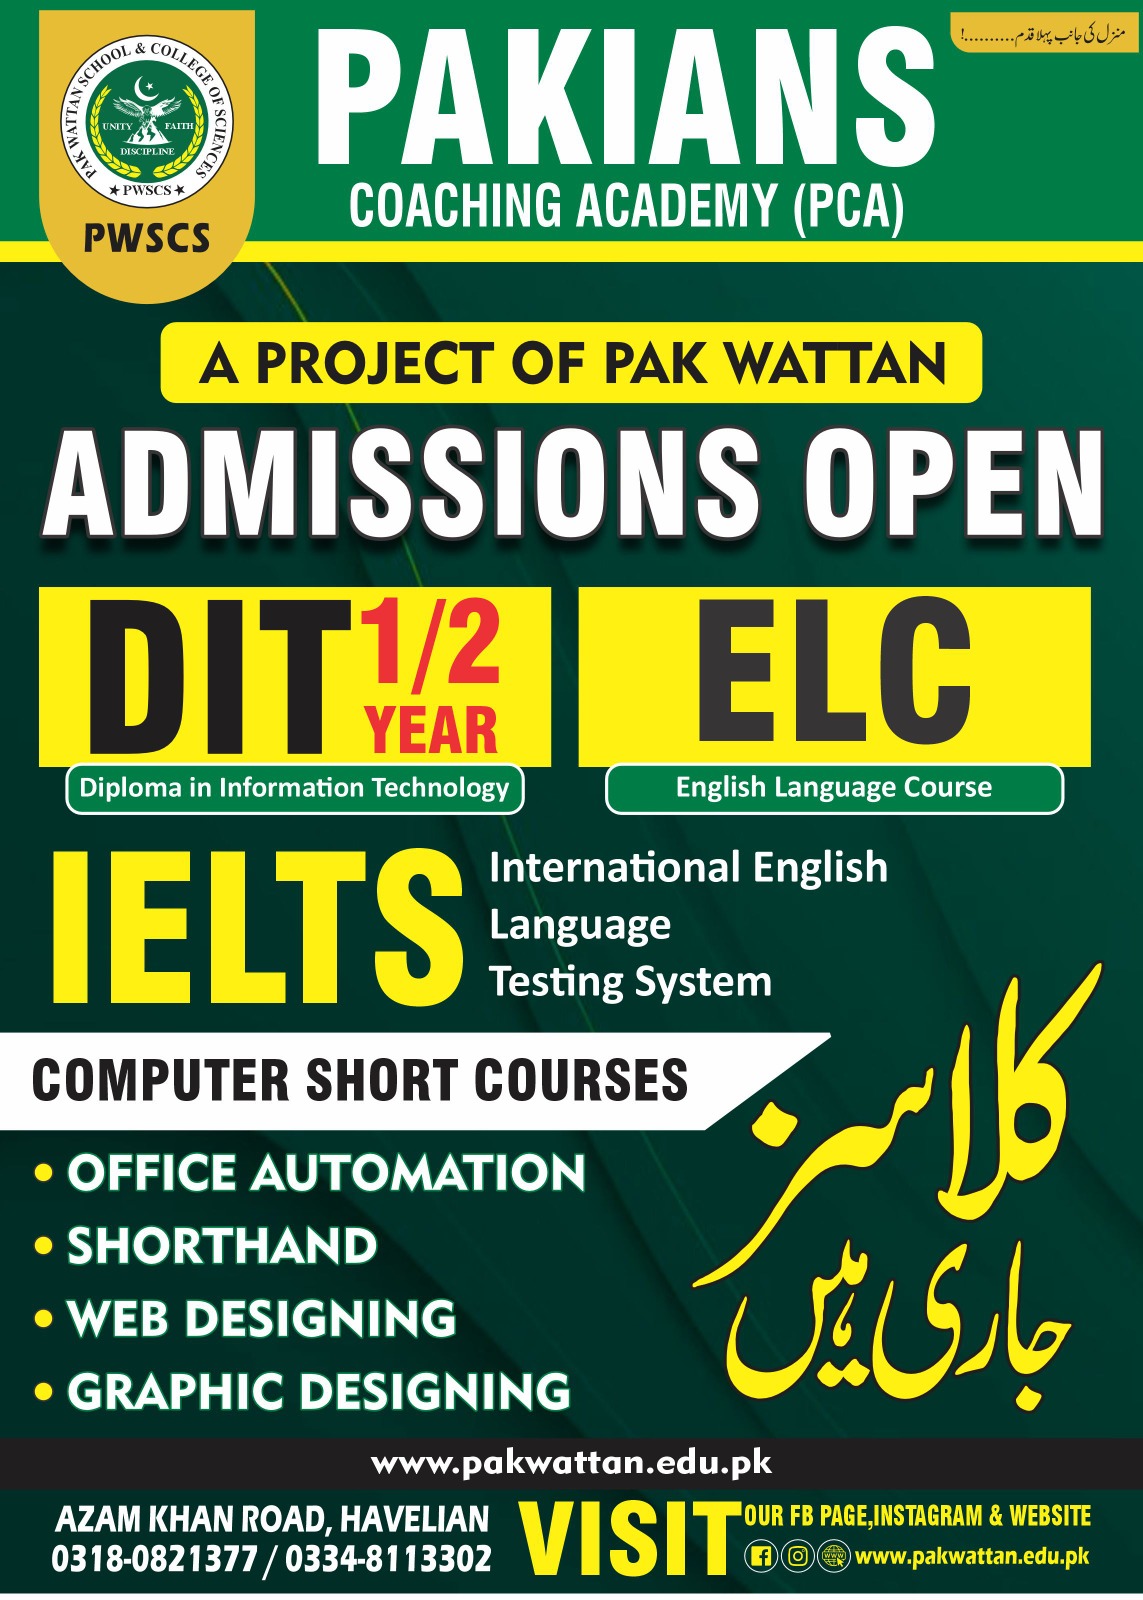 PAK WATTAN SCHOOL & COLLEGE OF SCIENCES
UNITY FAITH
DISCIPLINE
★ PWSCS ★
PWSCS
PAKIANS
COACHING ACADEMY (PCA)
منزل کی جانب پہلا قدم..........!
A PROJECT OF PAK WATTAN
ADMISSIONS OPEN
DIT 1/2
YEAR
Diploma in Information Technology
ELC
English Language Course
IELTS
International English
Language
Testing System
COMPUTER SHORT COURSES
• OFFICE AUTOMATION
• SHORTHAND
• WEB DESIGNING
• GRAPHIC DESIGNING
کلاسز
جاری ہیں
www.pakwattan.edu.pk
AZAM KHAN ROAD, HAVELIAN
0318-0821377 / 0334-8113302
VISIT OUR FB PAGE,INSTAGRAM & WEBSITE
www www.pakwattan.edu.pk